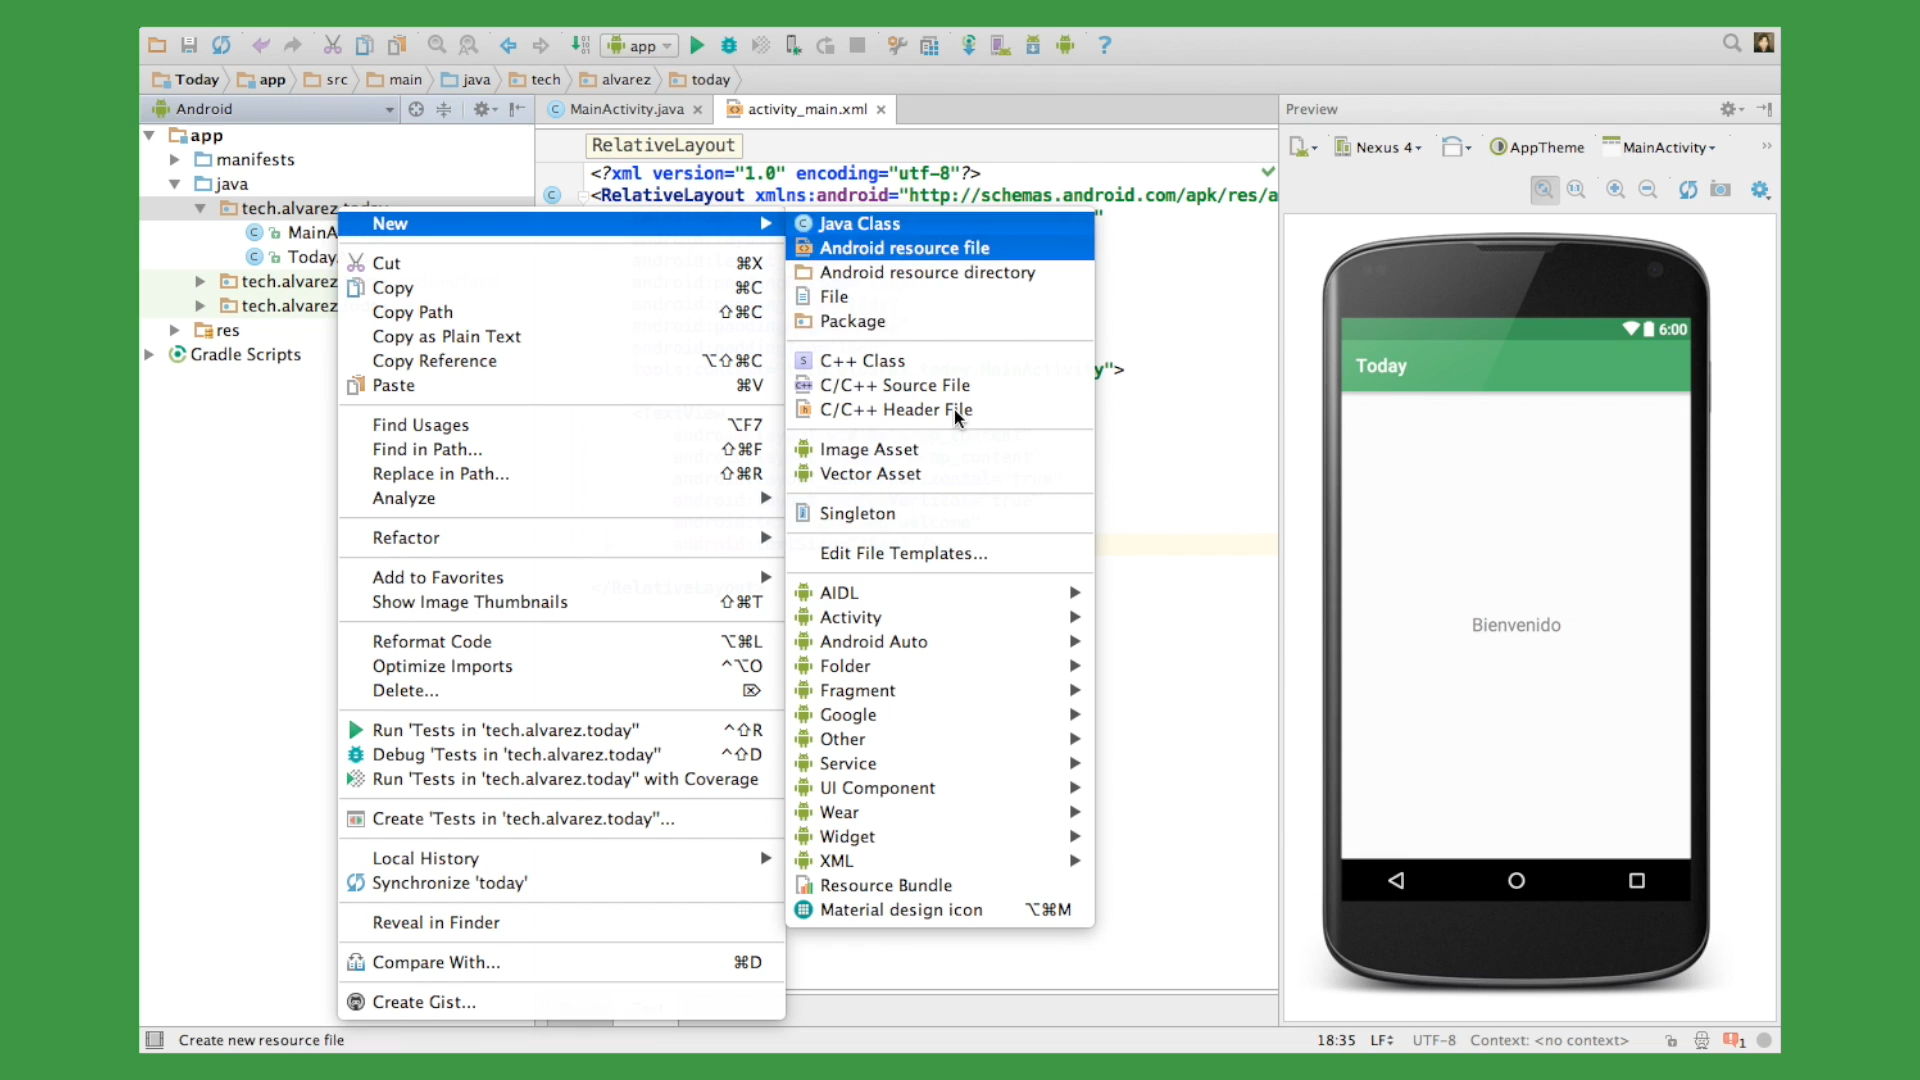 app
Today
app
src
main
java
tech
alvarez
today
Android
MainActivity.java
activity_main.xml
Preview
app
manifests
java
tech.alvarez.today
MainA
Today
tech.alvarez
tech.alvarez
res
Gradle Scripts
RelativeLayout
<?xml version="1.0" encoding="utf-8"?>
<RelativeLayout xmlns:android="http://schemas.android.com/apk/res/a
y">
New
Cut ⌘X
Copy ⌘C
Copy Path ⇧⌘C
Copy as Plain Text
Copy Reference ⌥⇧⌘C
Paste ⌘V
Find Usages ⌥F7
Find in Path... ⇧⌘F
Replace in Path... ⇧⌘R
Analyze
Refactor
Add to Favorites
Show Image Thumbnails ⇧⌘T
Reformat Code ⌥⌘L
Optimize Imports ^⌥O
Delete... ⌦
Run 'Tests in 'tech.alvarez.today'' ^⇧R
Debug 'Tests in 'tech.alvarez.today'' ^⇧D
Run 'Tests in 'tech.alvarez.today'' with Coverage
Create 'Tests in 'tech.alvarez.today''...
Local History
Synchronize 'today'
Reveal in Finder
Compare With... ⌘D
Create Gist...
Java Class
Android resource file
Android resource directory
File
Package
C++ Class
C/C++ Source File
C/C++ Header File
Image Asset
Vector Asset
Singleton
Edit File Templates...
AIDL
Activity
Android Auto
Folder
Fragment
Google
Other
Service
UI Component
Wear
Widget
XML
Resource Bundle
Material design icon ⌥⌘M
Nexus 4
AppTheme
MainActivity
6:00
Today
Bienvenido
Create new resource file
18:35 LF UTF-8 Context: <no context> 1